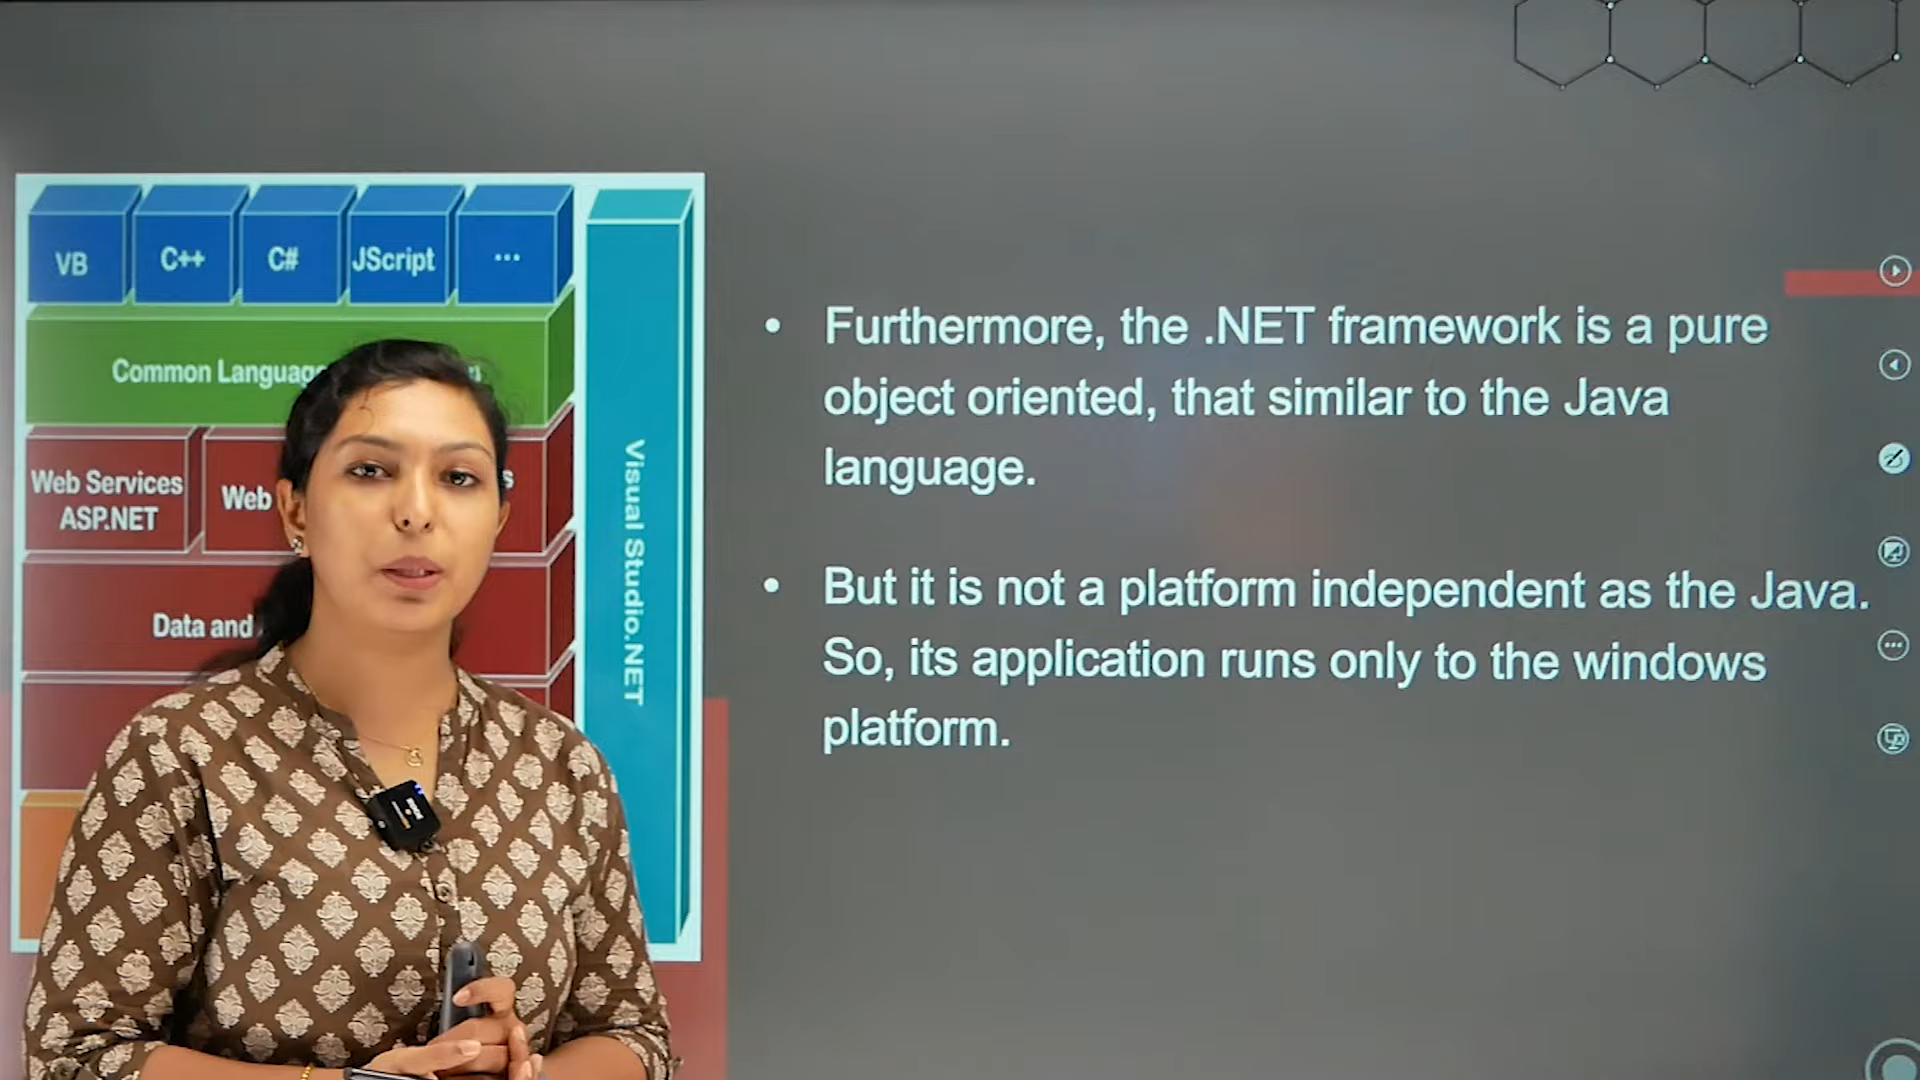 VB
C++
C#
JScript
...
Common Language
Web Services
ASP.NET
Web
Data and
Visual Studio.NET
• Furthermore, the .NET framework is a pure
object oriented, that similar to the Java
language.
• But it is not a platform independent as the Java.
So, its application runs only to the windows
platform.